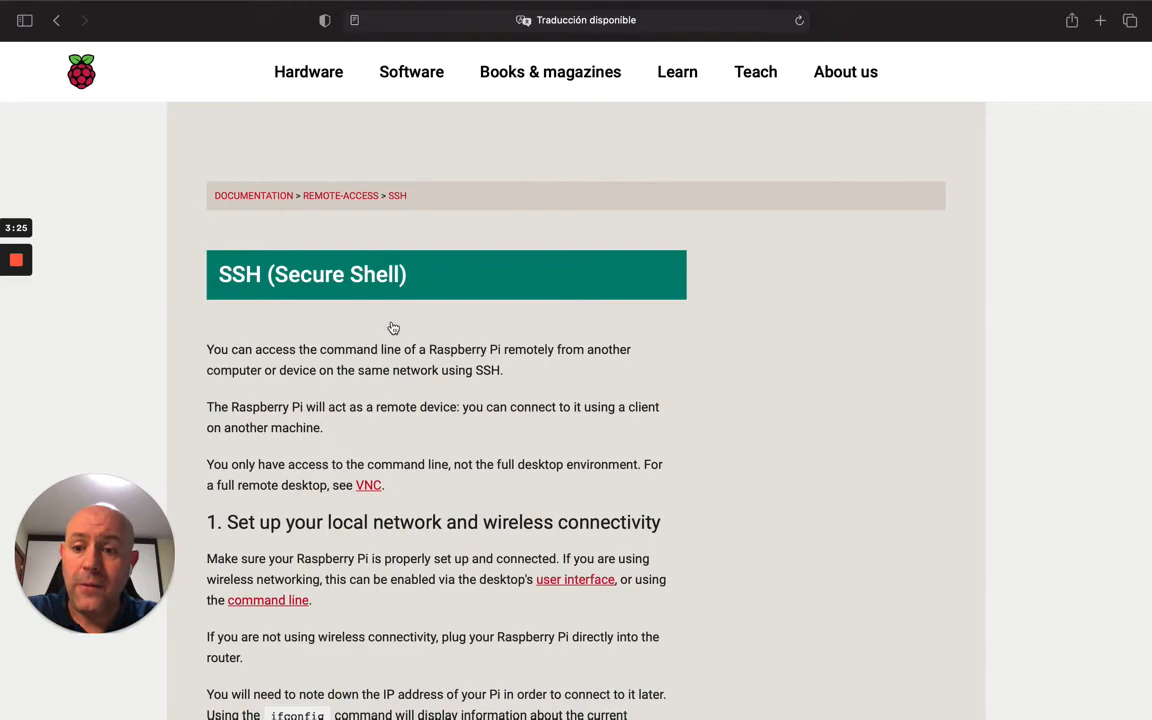 Traducción disponible
Hardware
Software
Books & magazines
Learn
Teach
About us
DOCUMENTATION > REMOTE-ACCESS > SSH
3:25
SSH (Secure Shell)
You can access the command line of a Raspberry Pi remotely from another
computer or device on the same network using SSH.
The Raspberry Pi will act as a remote device: you can connect to it using a client
on another machine.
You only have access to the command line, not the full desktop environment. For
a full remote desktop, see VNC.
1. Set up your local network and wireless connectivity
Make sure your Raspberry Pi is properly set up and connected. If you are using
wireless networking, this can be enabled via the desktop's user interface, or using
the command line.
If you are not using wireless connectivity, plug your Raspberry Pi directly into the
router.
You will need to note down the IP address of your Pi in order to connect to it later.
Using the ifconfig command will display information about the current